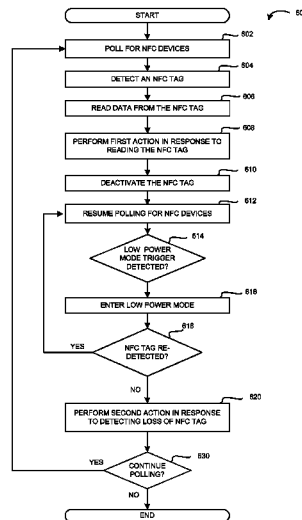 START
60
POLL FOR NFC DEVICES
602
DETECT AN NFC TAG
604
READ DATA FROM THE NFC TAG
606
PERFORM FIRST ACTION IN RESPONSE TO
READING THE NFC TAG
608
DEACTIVATE THE NFC TAG
610
RESUME POLLING FOR NFC DEVICES
612
LOW POWER
MODE TRIGGER
DETECTED?
614
ENTER LOW POWER MODE
616
NFC TAG RE-
DETECTED?
618
YES
NO
PERFORM SECOND ACTION IN RESPONSE
TO DETECTING LOSS OF NFC TAG
620
CONTINUE
POLLING?
630
YES
NO
END